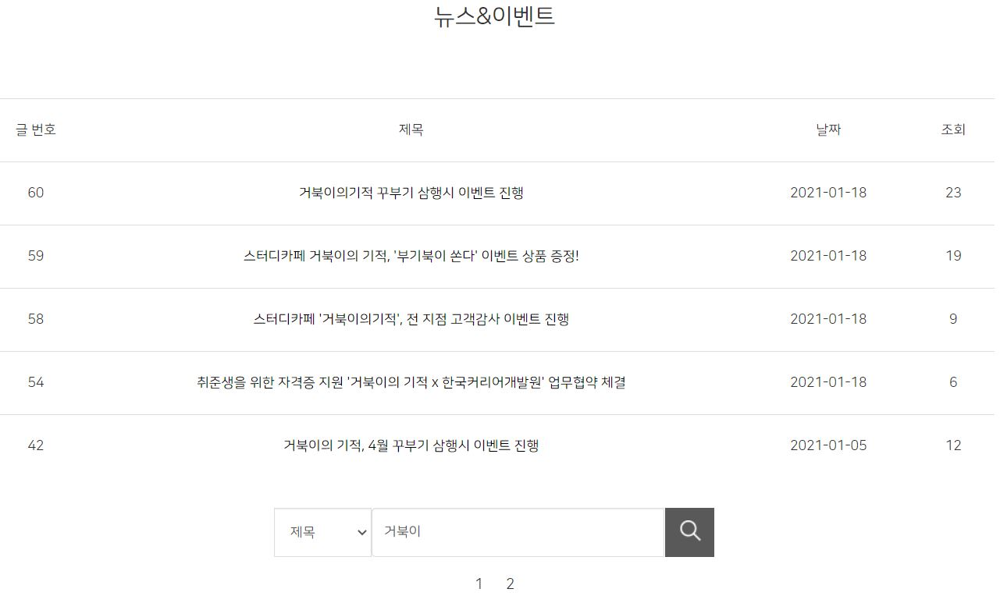 뉴스&이벤트
글 번호 제목 날짜 조회
60 거북이의기적 꾸부기 삼행시 이벤트 진행 2021-01-18 23
59 스터디카페 거북이의 기적, '부기북이 쏜다' 이벤트 상품 증정! 2021-01-18 19
58 스터디카페 '거북이의기적', 전 지점 고객감사 이벤트 진행 2021-01-18 9
54 취준생을 위한 자격증 지원 '거북이의 기적 x 한국커리어개발원' 업무협약 체결 2021-01-18 6
42 거북이의 기적, 4월 꾸부기 삼행시 이벤트 진행 2021-01-05 12
제목 거북이
1 2